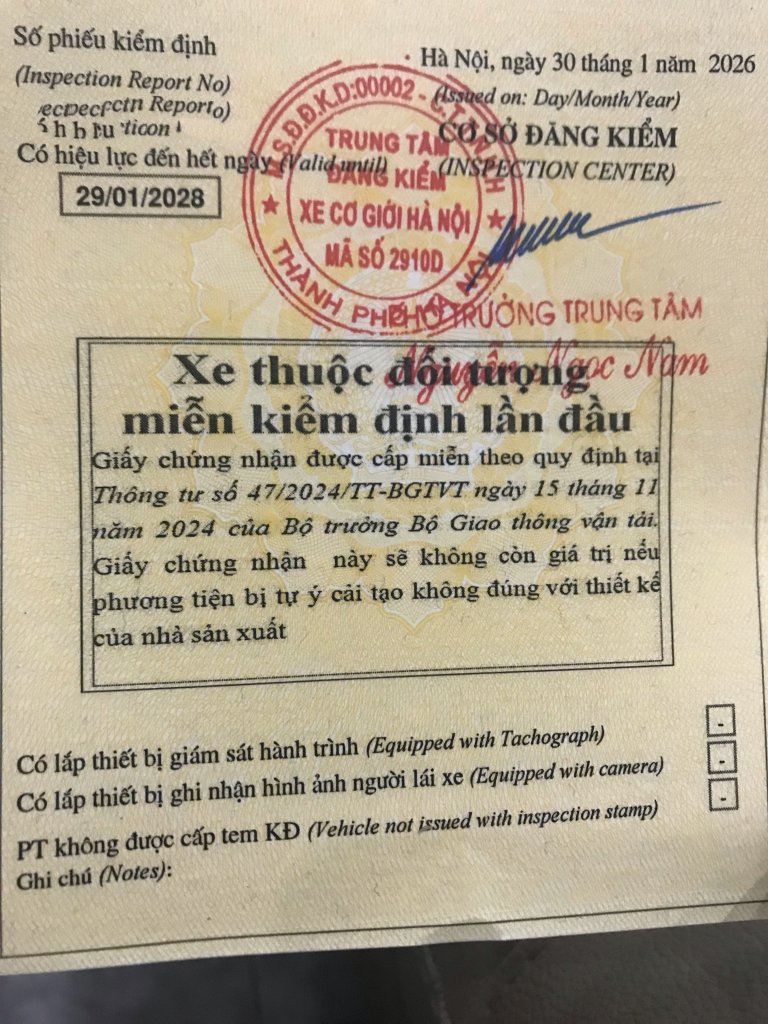 Số phiếu kiểm định
(Inspection Report No)
Có hiệu lực đến hết ngày (Valid until)
29/01/2028
Hà Nội, ngày 30 tháng 1 năm 2026
(Issued on: Day/Month/Year)
CƠ SỞ ĐĂNG KIỂM
(INSPECTION CENTER)
M.S.Đ.Đ.K.D:00002 -
TRUNG TÂM
ĐĂNG KIỂM
XE CƠ GIỚI HÀ NỘI
MÃ SỐ 2910D
THÀNH PHỐ HÀ NỘI
PHÓ TRƯỞNG TRUNG TÂM
Nguyễn Ngọc Nam
Xe thuộc đối tượng
miễn kiểm định lần đầu
Giấy chứng nhận được cấp miễn theo quy định tại
Thông tư số 47/2024/TT-BGTVT ngày 15 tháng 11
năm 2024 của Bộ trưởng Bộ Giao thông vận tải.
Giấy chứng nhận này sẽ không còn giá trị nếu
phương tiện bị tự ý cải tạo không đúng với thiết kế
của nhà sản xuất
Có lắp thiết bị giám sát hành trình (Equipped with Tachograph) -
Có lắp thiết bị ghi nhận hình ảnh người lái xe (Equipped with camera) -
PT không được cấp tem KĐ (Vehicle not issued with inspection stamp) -
Ghi chú (Notes):